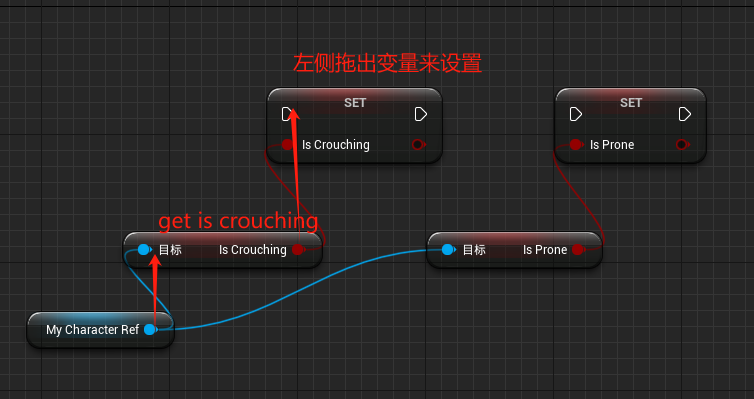 左侧拖出变量来设置
SET
SET
Is Crouching
Is Prone
get is crouching
目标 Is Crouching
目标 Is Prone
My Character Ref